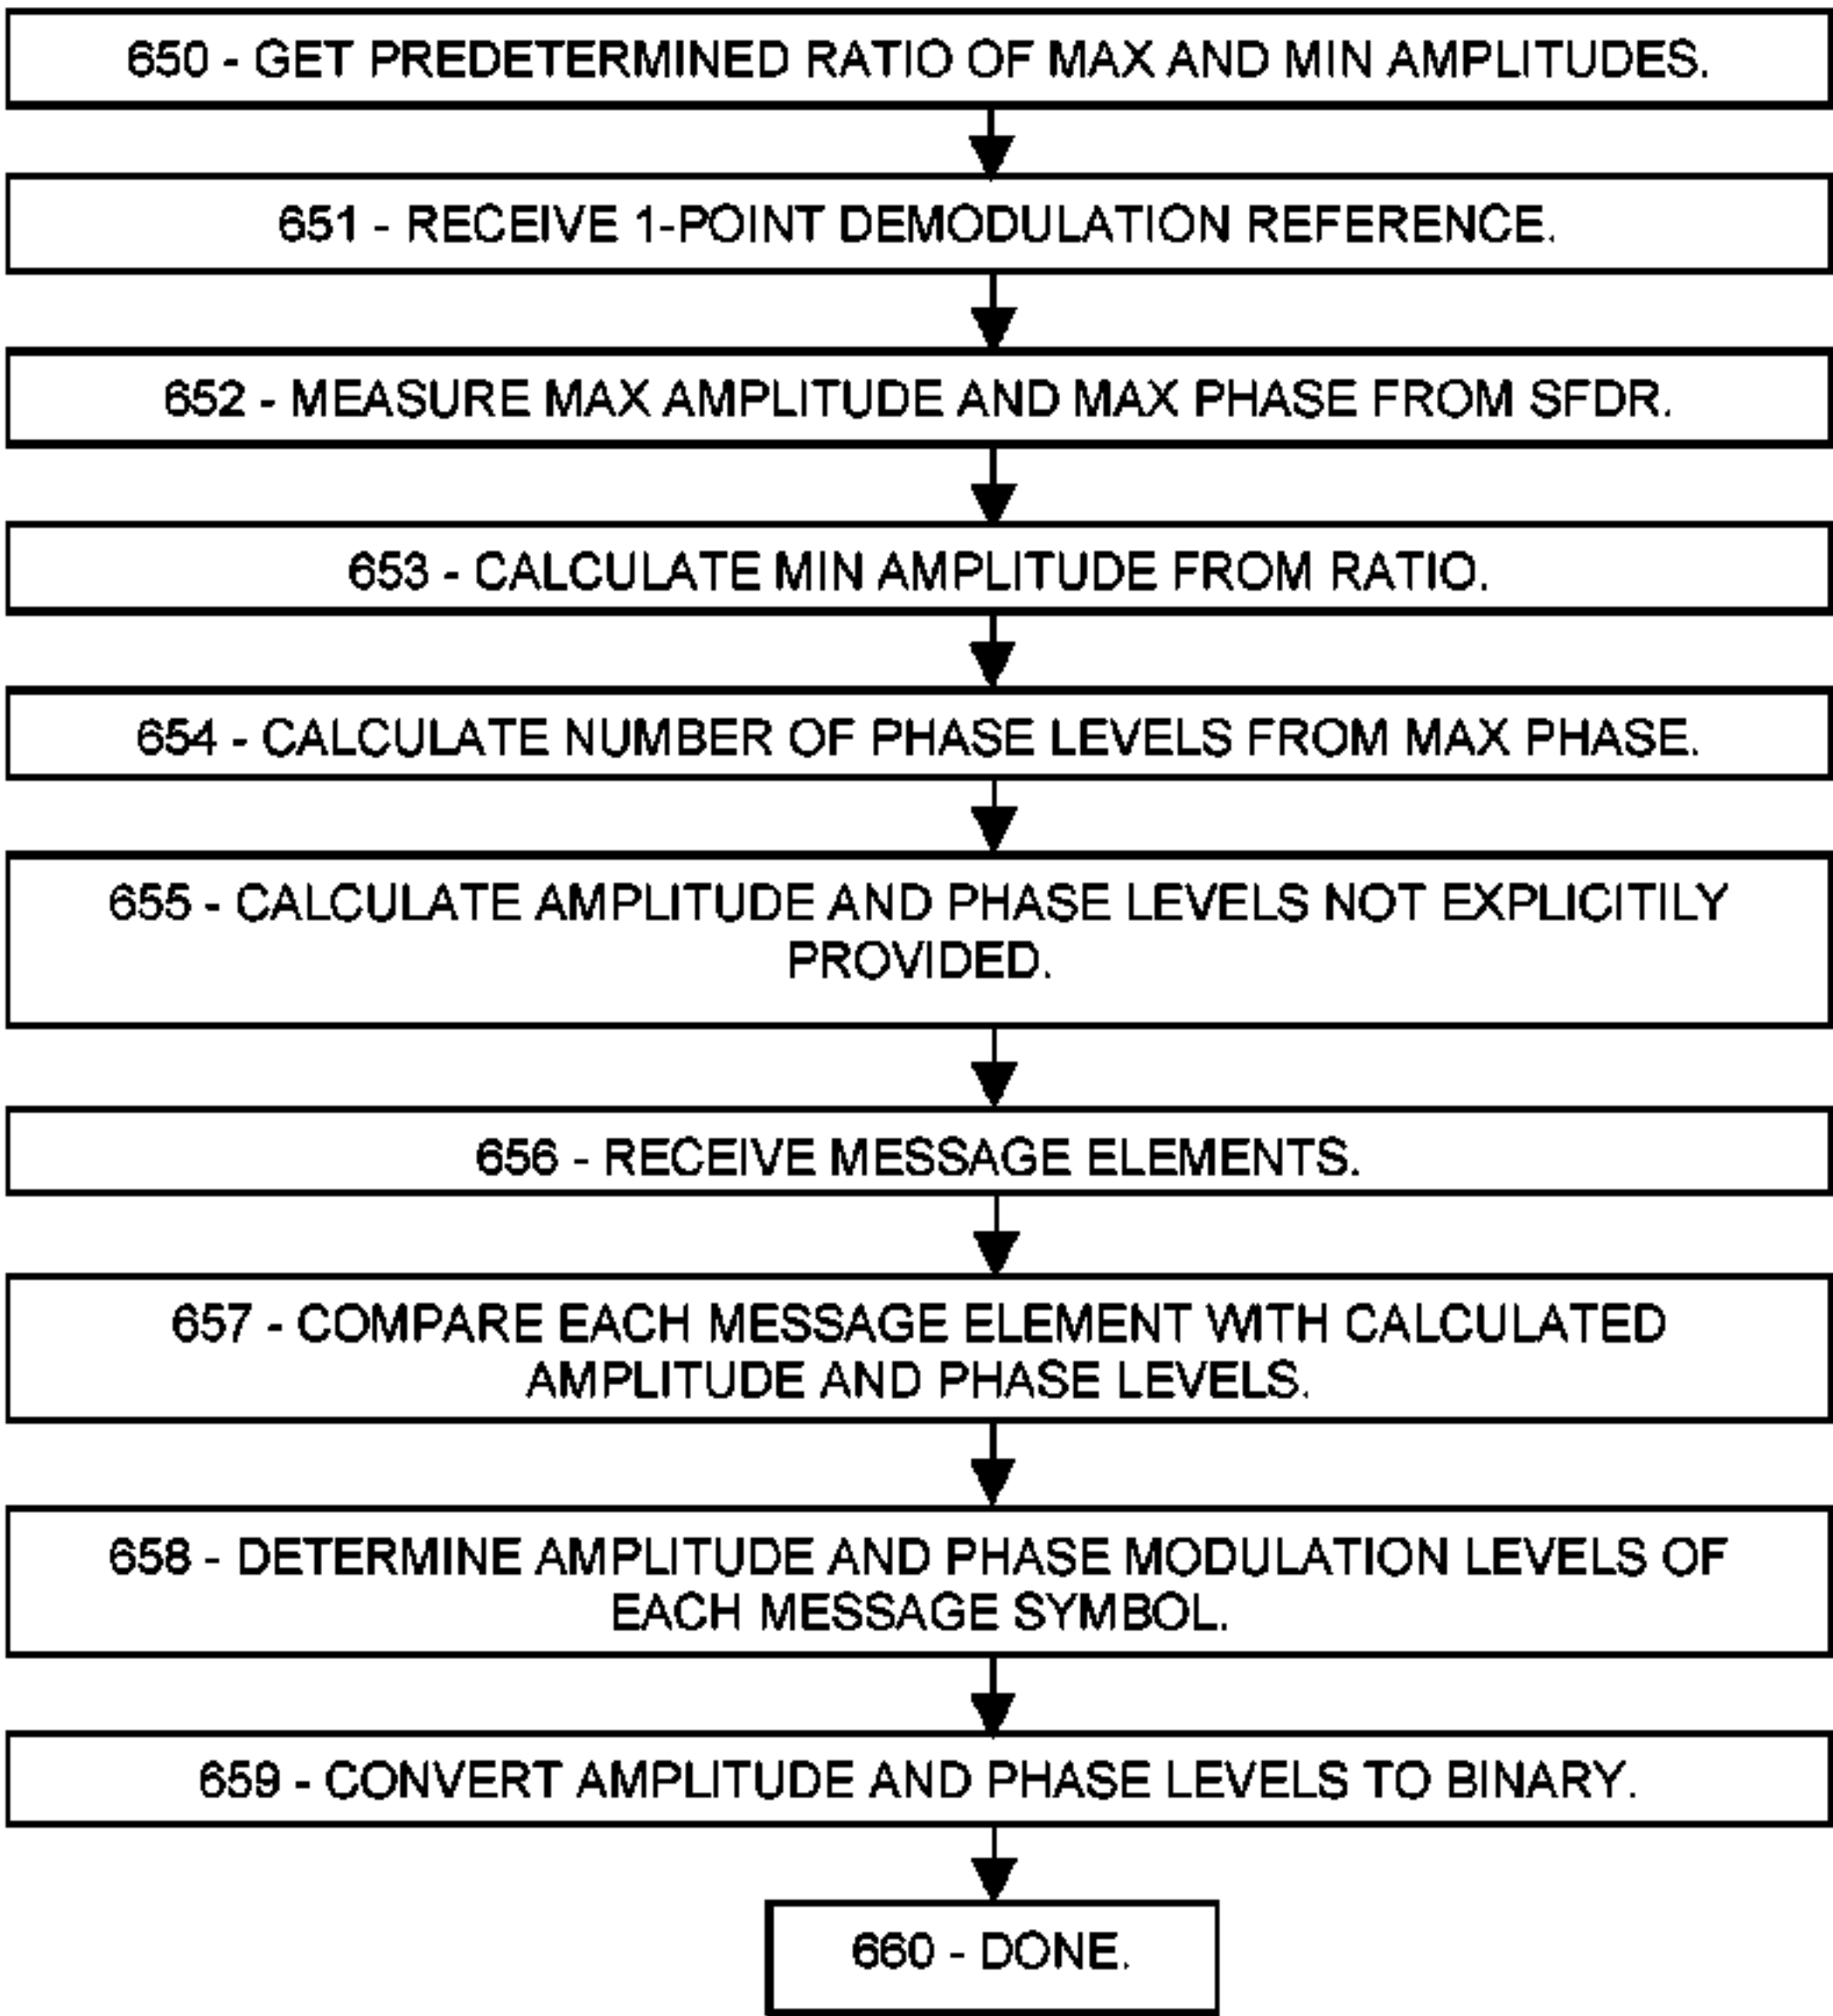 650 - GET PREDETERMINED RATIO OF MAX AND MIN AMPLITUDES.
651 - RECEIVE 1-POINT DEMODULATION REFERENCE.
652 - MEASURE MAX AMPLITUDE AND MAX PHASE FROM SFDR.
653 - CALCULATE MIN AMPLITUDE FROM RATIO.
654 - CALCULATE NUMBER OF PHASE LEVELS FROM MAX PHASE.
655 - CALCULATE AMPLITUDE AND PHASE LEVELS NOT EXPLICITILY
PROVIDED.
656 - RECEIVE MESSAGE ELEMENTS.
657 - COMPARE EACH MESSAGE ELEMENT WITH CALCULATED
AMPLITUDE AND PHASE LEVELS.
658 - DETERMINE AMPLITUDE AND PHASE MODULATION LEVELS OF
EACH MESSAGE SYMBOL.
659 - CONVERT AMPLITUDE AND PHASE LEVELS TO BINARY.
660 - DONE.